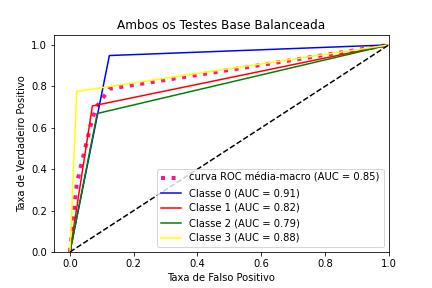 Ambos os Testes Base Balanceada
Taxa de Verdadeiro Positivo
1.0
0.8
0.6
0.4
0.2
0.0
curva ROC média-macro (AUC = 0.85)
Classe 0 (AUC = 0.91)
Classe 1 (AUC = 0.82)
Classe 2 (AUC = 0.79)
Classe 3 (AUC = 0.88)
0.0 0.2 0.4 0.6 0.8 1.0
Taxa de Falso Positivo